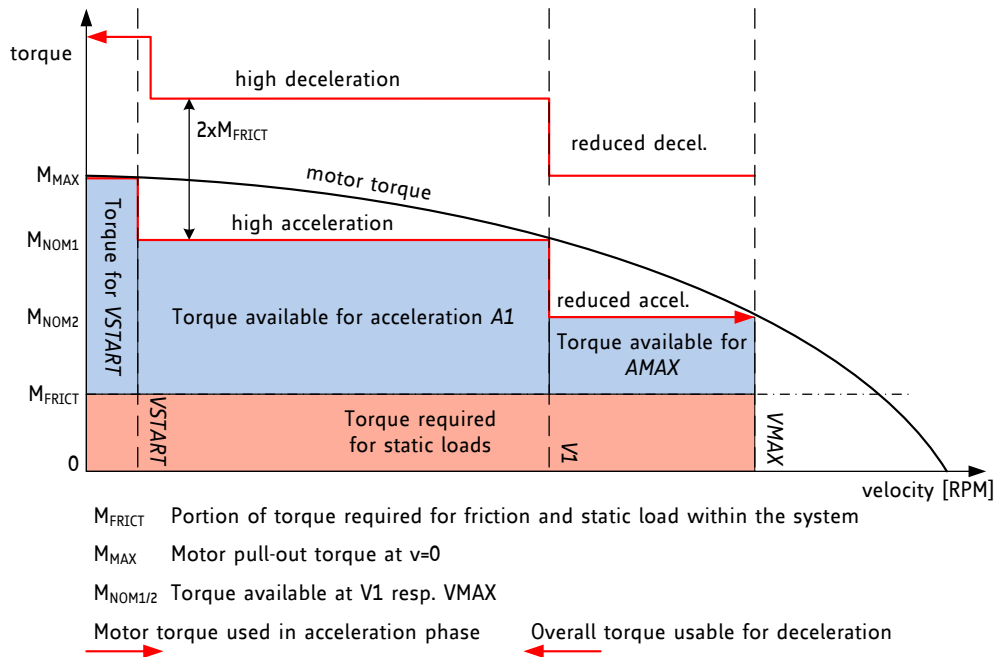 torque
high deceleration
2xMFRICT
reduced decel.
MMAX
motor torque
high acceleration
MNOM1
Torque for
VSTART
Torque available for acceleration A1
reduced accel.
MNOM2
Torque available for
AMAX
MFRICT
VSTART
Torque required
for static loads
V1
VMAX
0
velocity [RPM]
MFRICT Portion of torque required for friction and static load within the system
MMAX Motor pull-out torque at v=0
MNOM1/2 Torque available at V1 resp. VMAX
Motor torque used in acceleration phase Overall torque usable for deceleration